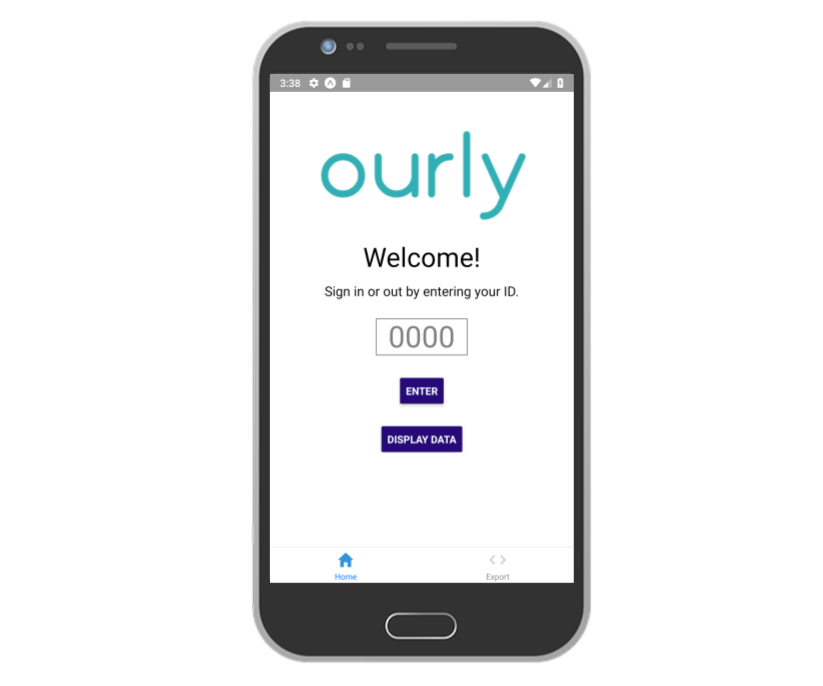 3:38
ourly
Welcome!
Sign in or out by entering your ID.
0000
ENTER
DISPLAY DATA
Home
Export